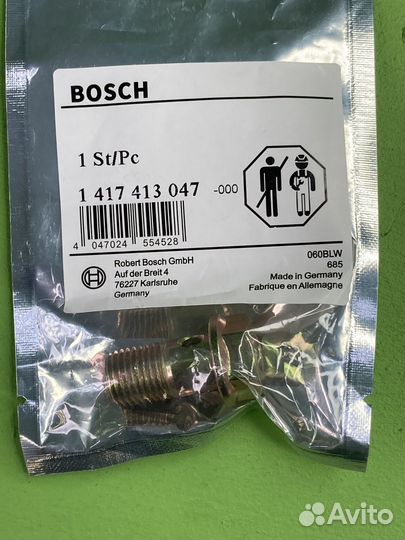 BOSCH
1 St/Pc
1 417 413 047 -000
4 047024 554528
Robert Bosch GmbH
Auf der Breit 4
76227 Karlsruhe
Germany
060BLW
685
Made in Germany
Fabrique en Allemagne
Avito